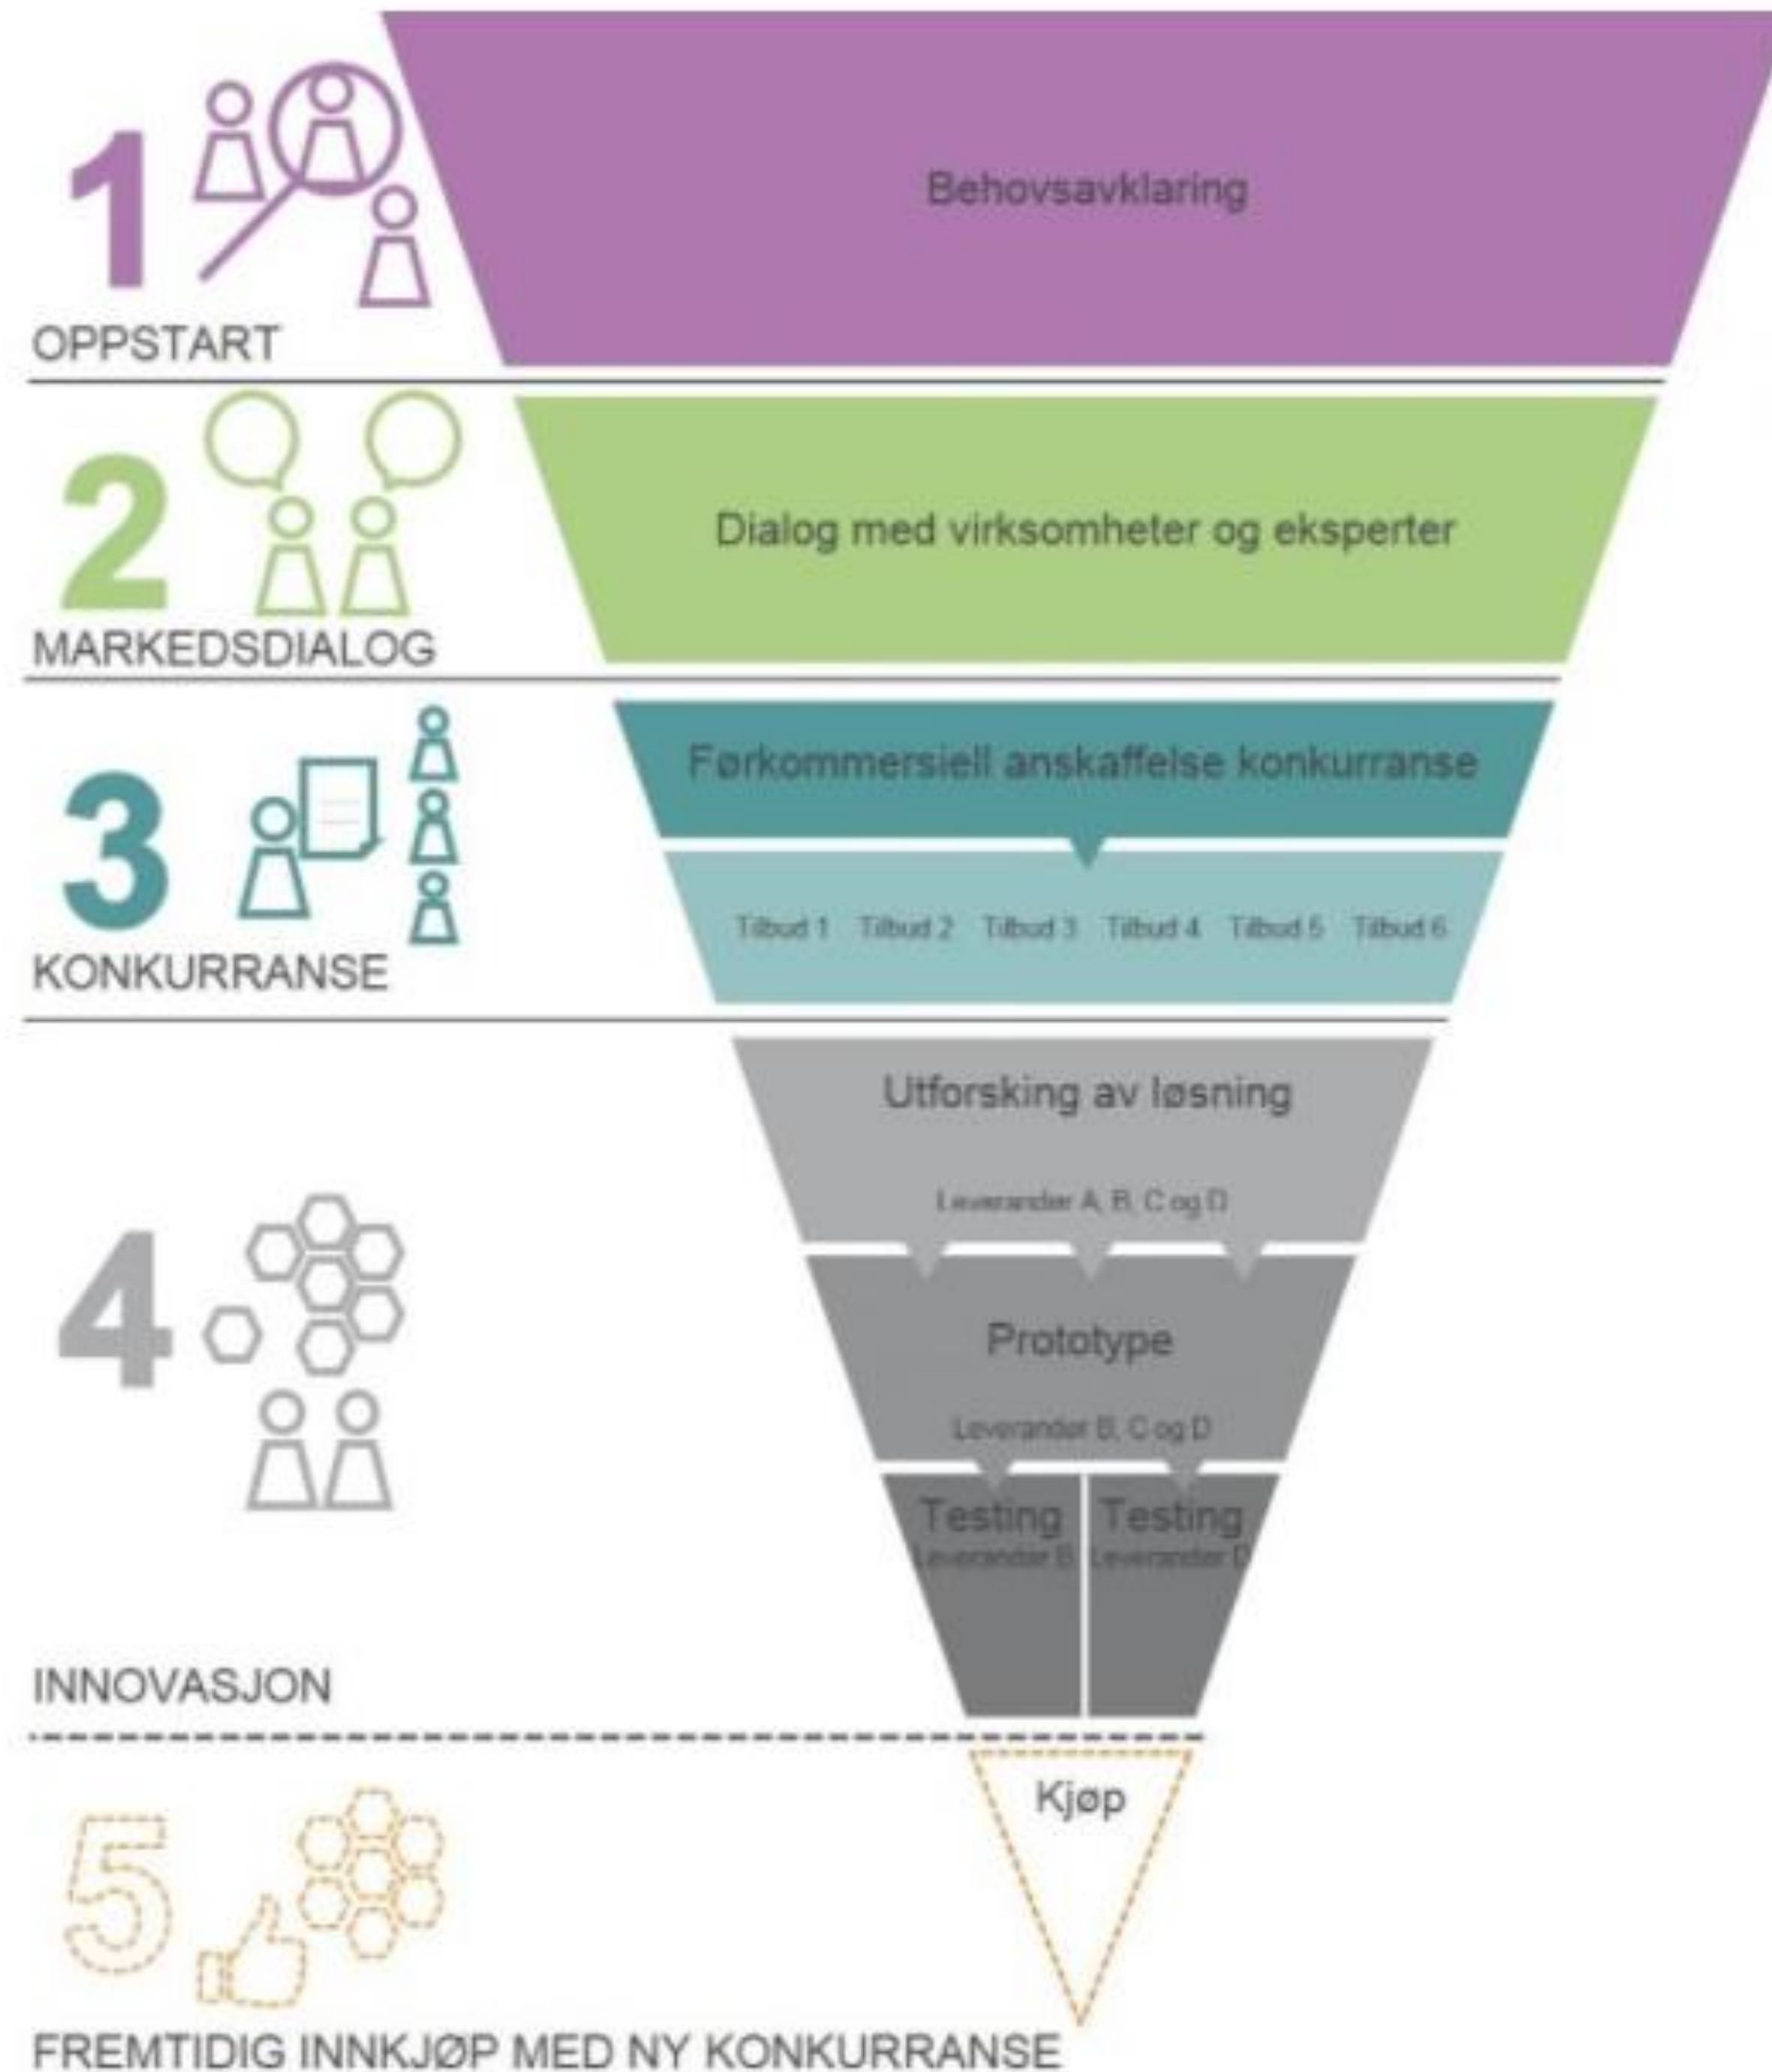 1
OPPSTART
Behovsavklaring
2
MARKEDSDIALOG
Dialog med virksomheter og eksperter
3
KONKURRANSE
Førkommersiell anskaffelse konkurranse
Tilbud 1 Tilbud 2 Tilbud 3 Tilbud 4 Tilbud 5 Tilbud 6
4
INNOVASJON
Utforsking av løsning
Leverandør A, B, C og D
Prototype
Leverandør B, C og D
Testing Testing
Leverandør B Leverandør D
5
FREMTIDIG INNKJØP MED NY KONKURRANSE
Kjøp